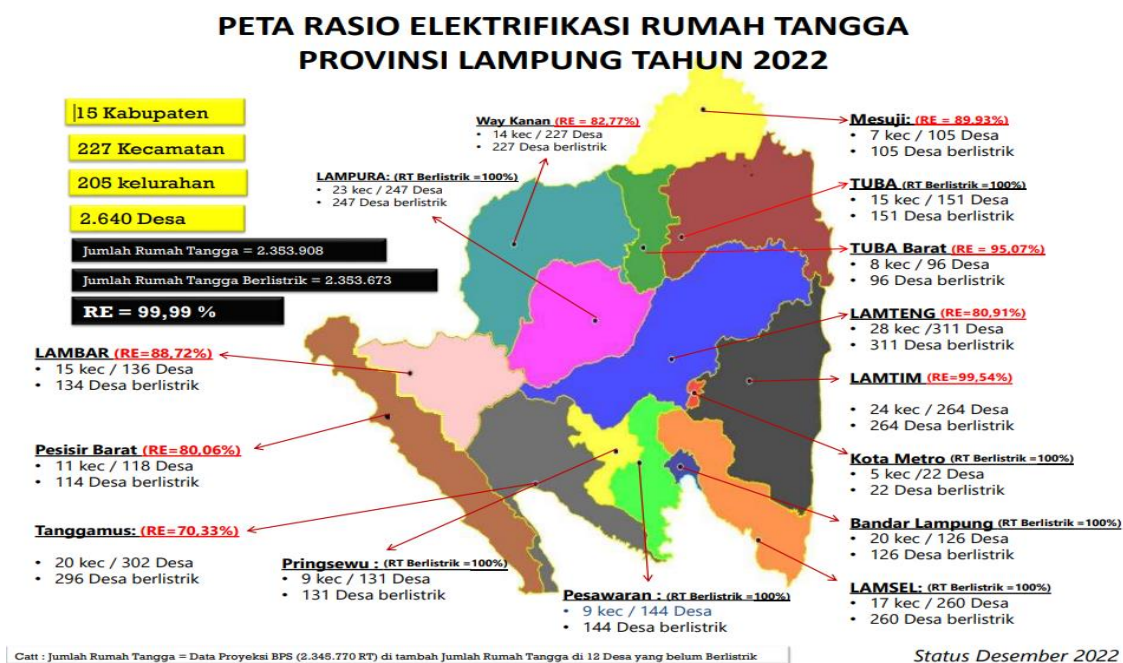 PETA RASIO ELEKTRIFIKASI RUMAH TANGGA
PROVINSI LAMPUNG TAHUN 2022
15 Kabupaten
227 Kecamatan
205 kelurahan
2.640 Desa
Jumlah Rumah Tangga = 2.353.908
Jumlah Rumah Tangga Berlistrik = 2.353.673
RE = 99,99 %
Way Kanan (RE = 82,77%)
• 14 kec / 227 Desa
• 227 Desa berlistrik
LAMPURA: (RT Berlistrik =100%)
• 23 kec / 247 Desa
• 247 Desa berlistrik
Mesuji: (RE = 89,93%)
• 7 kec / 105 Desa
• 105 Desa berlistrik
TUBA (RT Berlistrik =100%)
• 15 kec / 151 Desa
• 151 Desa berlistrik
TUBA Barat (RE = 95,07%)
• 8 kec / 96 Desa
• 96 Desa berlistrik
LAMTENG (RE=80,91%)
• 28 kec /311 Desa
• 311 Desa berlistrik
LAMTIM (RE=99,54%)
• 24 kec / 264 Desa
• 264 Desa berlistrik
Kota Metro (RT Berlistrik =100%)
• 5 kec /22 Desa
• 22 Desa berlistrik
Bandar Lampung (RT Berlistrik =100%)
• 20 kec / 126 Desa
• 126 Desa berlistrik
LAMSEL: (RT Berlistrik =100%)
• 17 kec / 260 Desa
• 260 Desa berlistrik
LAMBAR (RE=88,72%)
• 15 kec / 136 Desa
• 134 Desa berlistrik
Pesisir Barat (RE=80,06%)
• 11 kec / 118 Desa
• 114 Desa berlistrik
Tanggamus: (RE=70,33%)
• 20 kec / 302 Desa
• 296 Desa berlistrik
Pringsewu : (RT Berlistrik =100%)
• 9 kec / 131 Desa
• 131 Desa berlistrik
Pesawaran : (RT Berlistrik =100%)
• 9 kec / 144 Desa
• 144 Desa berlistrik
Catt : Jumlah Rumah Tangga = Data Proyeksi BPS (2.345.770 RT) di tambah Jumlah Rumah Tangga di 12 Desa yang belum Berlistrik
Status Desember 2022